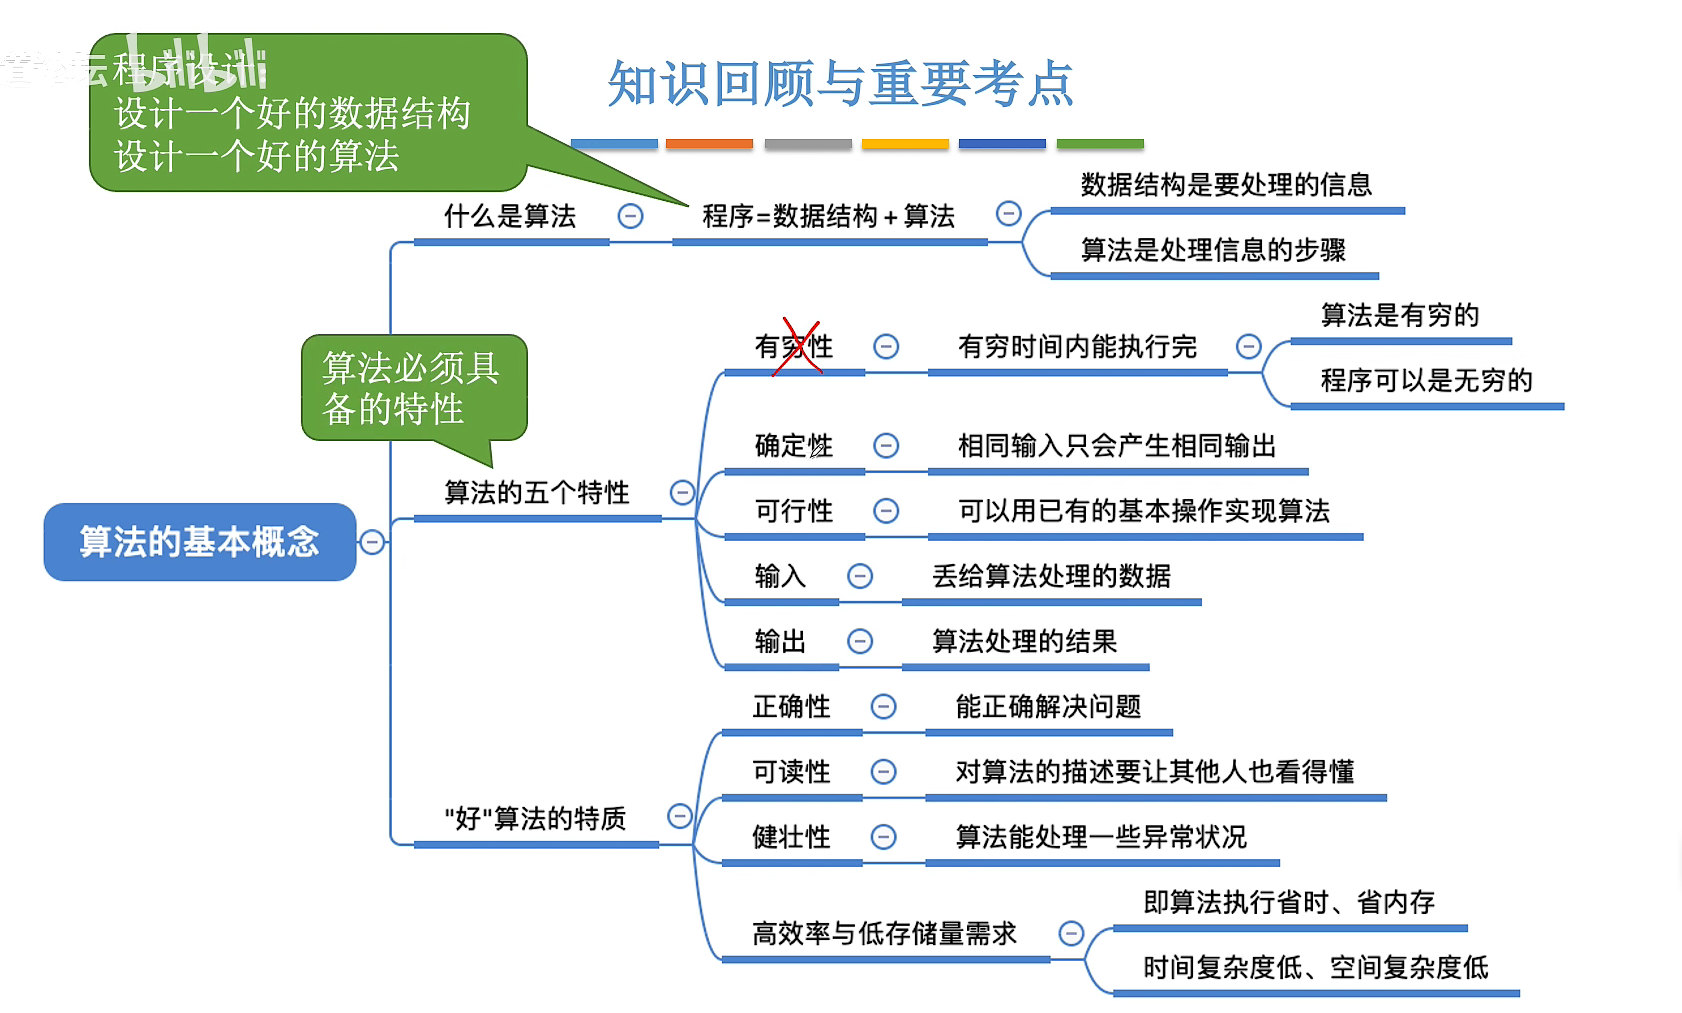 程序设计
设计一个好的数据结构
设计一个好的算法
bilibili
知识回顾与重要考点
什么是算法
程序=数据结构+算法
数据结构是要处理的信息
算法是处理信息的步骤
算法必须具
备的特性
算法的基本概念
算法的五个特性
有穷性
有穷时间内能执行完
算法是有穷的
程序可以是无穷的
确定性
相同输入只会产生相同输出
可行性
可以用已有的基本操作实现算法
输入
丢给算法处理的数据
输出
算法处理的结果
"好"算法的特质
正确性
能正确解决问题
可读性
对算法的描述要让其他人也看得懂
健壮性
算法能处理一些异常状况
高效率与低存储量需求
即算法执行省时、省内存
时间复杂度低、空间复杂度低